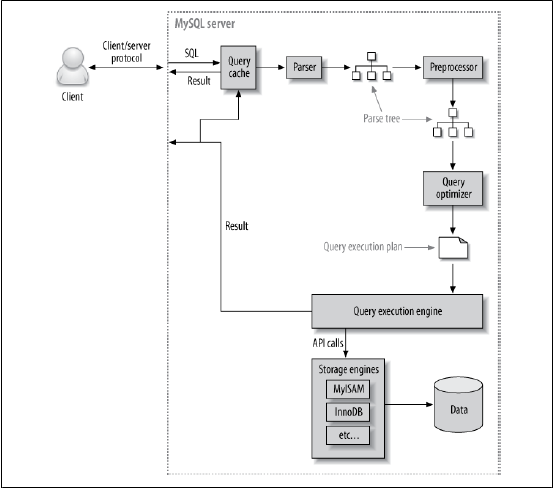 MySQL server
Client/server
protocol
Client
SQL
Result
Query
cache
Parser
Preprocessor
Parse tree
Query
optimizer
Query execution plan
Result
Query execution engine
API calls
Storage engines
MyISAM
InnoDB
etc...
Data